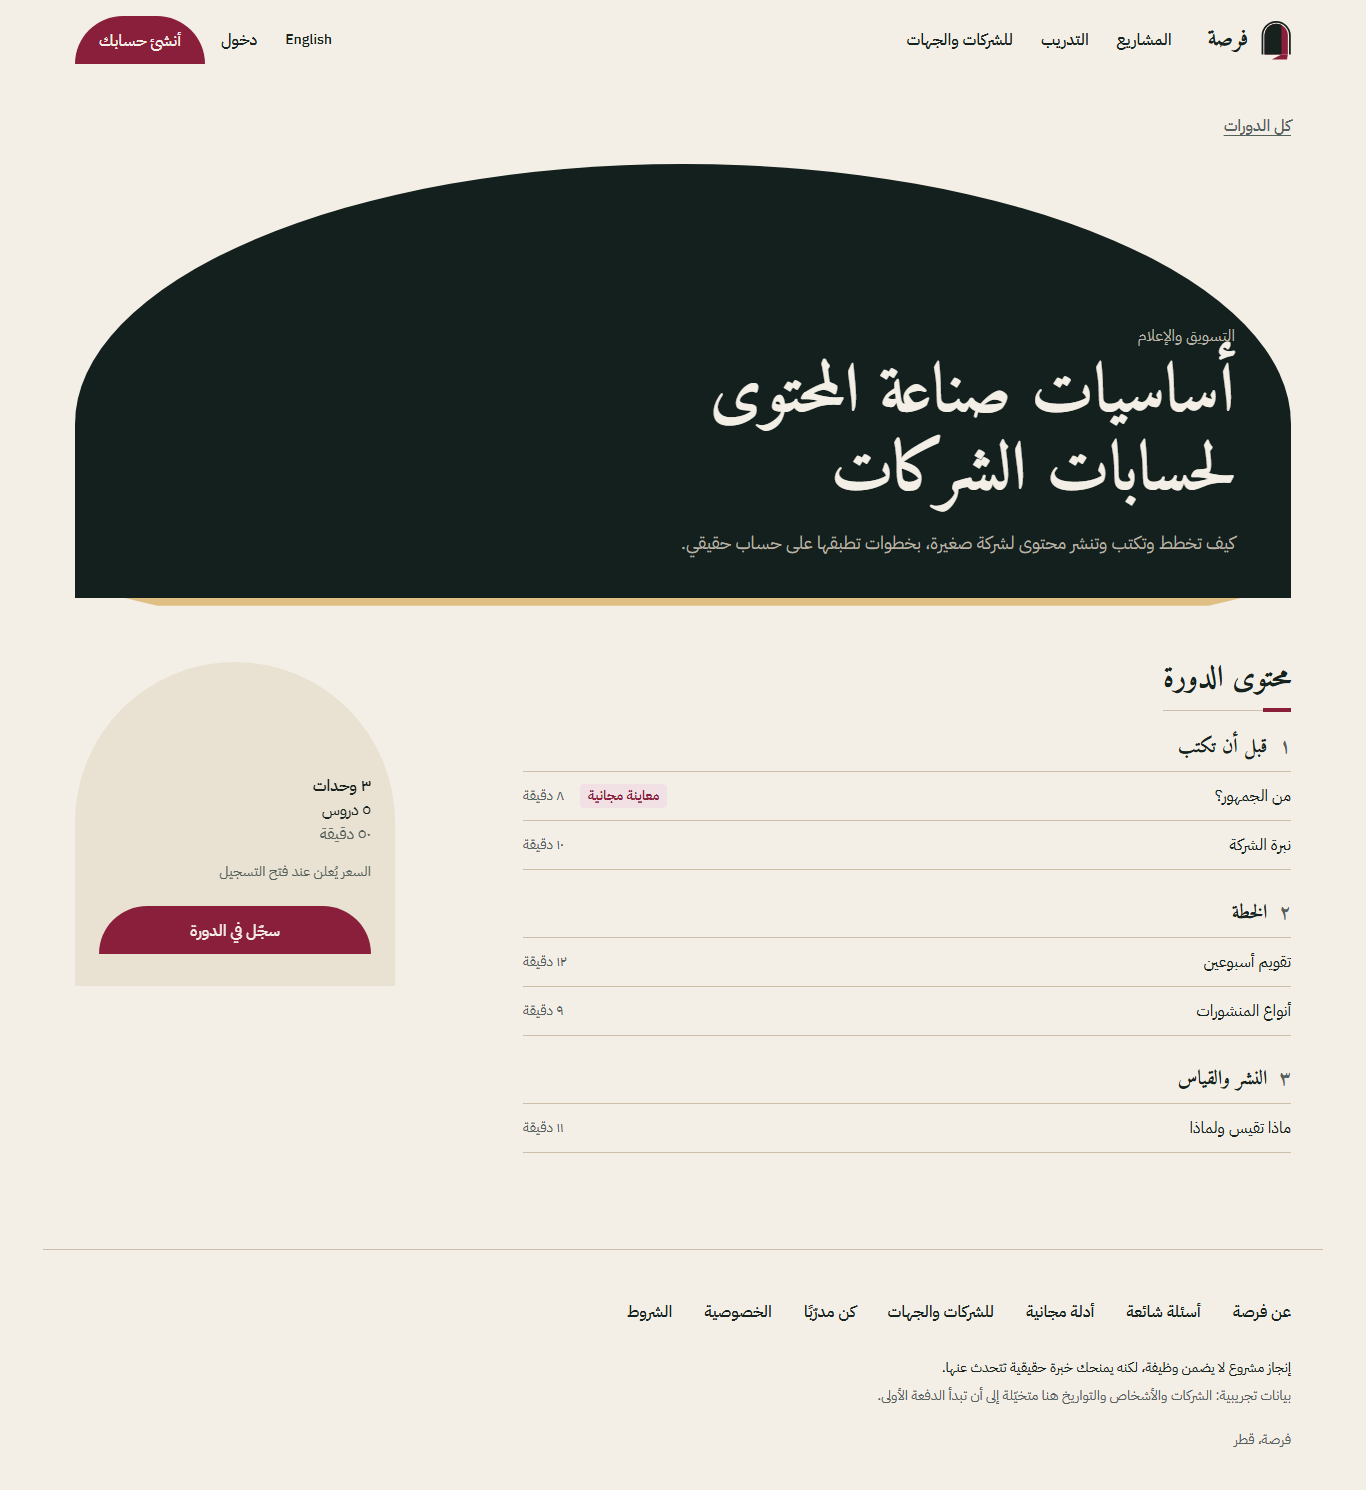 فرصة
المشاريع
التدريب
للشركات والجهات
English
دخول
أنشئ حسابك
كل الدورات
التسويق والإعلام
أساسيات صناعة المحتوى
لحسابات الشركات
كيف تخطط وتكتب وتنشر محتوى لشركة صغيرة، بخطوات تطبقها على حساب حقيقي.
محتوى الدورة
١ قبل أن تكتب
من الجمهور؟ معاينة مجانية ٨ دقيقة
نبرة الشركة ١٠ دقيقة
٢ الخطة
تقويم أسبوعين ١٢ دقيقة
أنواع المنشورات ٩ دقيقة
٣ النشر والقياس
ماذا تقيس ولماذا ١١ دقيقة
٣ وحدات
٥ دروس
٥٠ دقيقة
السعر يُعلن عند فتح التسجيل
سجّل في الدورة
عن فرصة
أسئلة شائعة
أدلة مجانية
للشركات والجهات
كن مدرّبًا
الخصوصية
الشروط
إنجاز مشروع لا يضمن وظيفة، لكنه يمنحك خبرة حقيقية تتحدث عنها.
بيانات تجريبية: الشركات والأشخاص والتواريخ هنا متخيّلة إلى أن تبدأ الدفعة الأولى.
فرصة، قطر